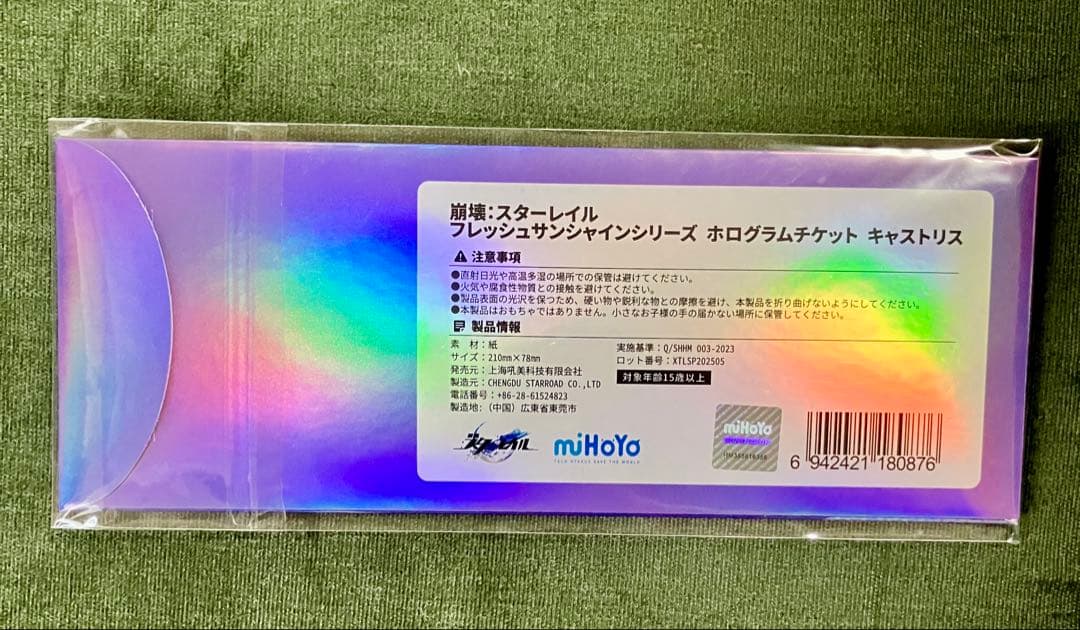 崩壊：スターレイル
フレッシュサンシャインシリーズ ホログラムチケット キャストリス
注意事項
●直射日光や高温多湿の場所での保管は避けてください。
●火気や腐食性物質との接触を避けてください。
●製品表面の光沢を保つため、硬い物や鋭利な物との摩擦を避け、本製品を折り曲げないようにしてください。
●本製品はおもちゃではありません。小さなお子様の手の届かない場所に保管してください。
製品情報
素 材：紙
サイズ：210mm×78mm
発売元：上海吼美科技有限会社
製造元：CHENGDU STARROAD CO.,LTD
電話番号：+86-28-61524823
製造地：（中国）広東省東莞市
実施基準：Q/SHHM 003-2023
ロット番号：XTLSP202505
対象年齢15歳以上
崩壊 スターレイル
miHoYo
TECH OTAKUS SAVE THE WORLD
miHoYo
6 942421 180876